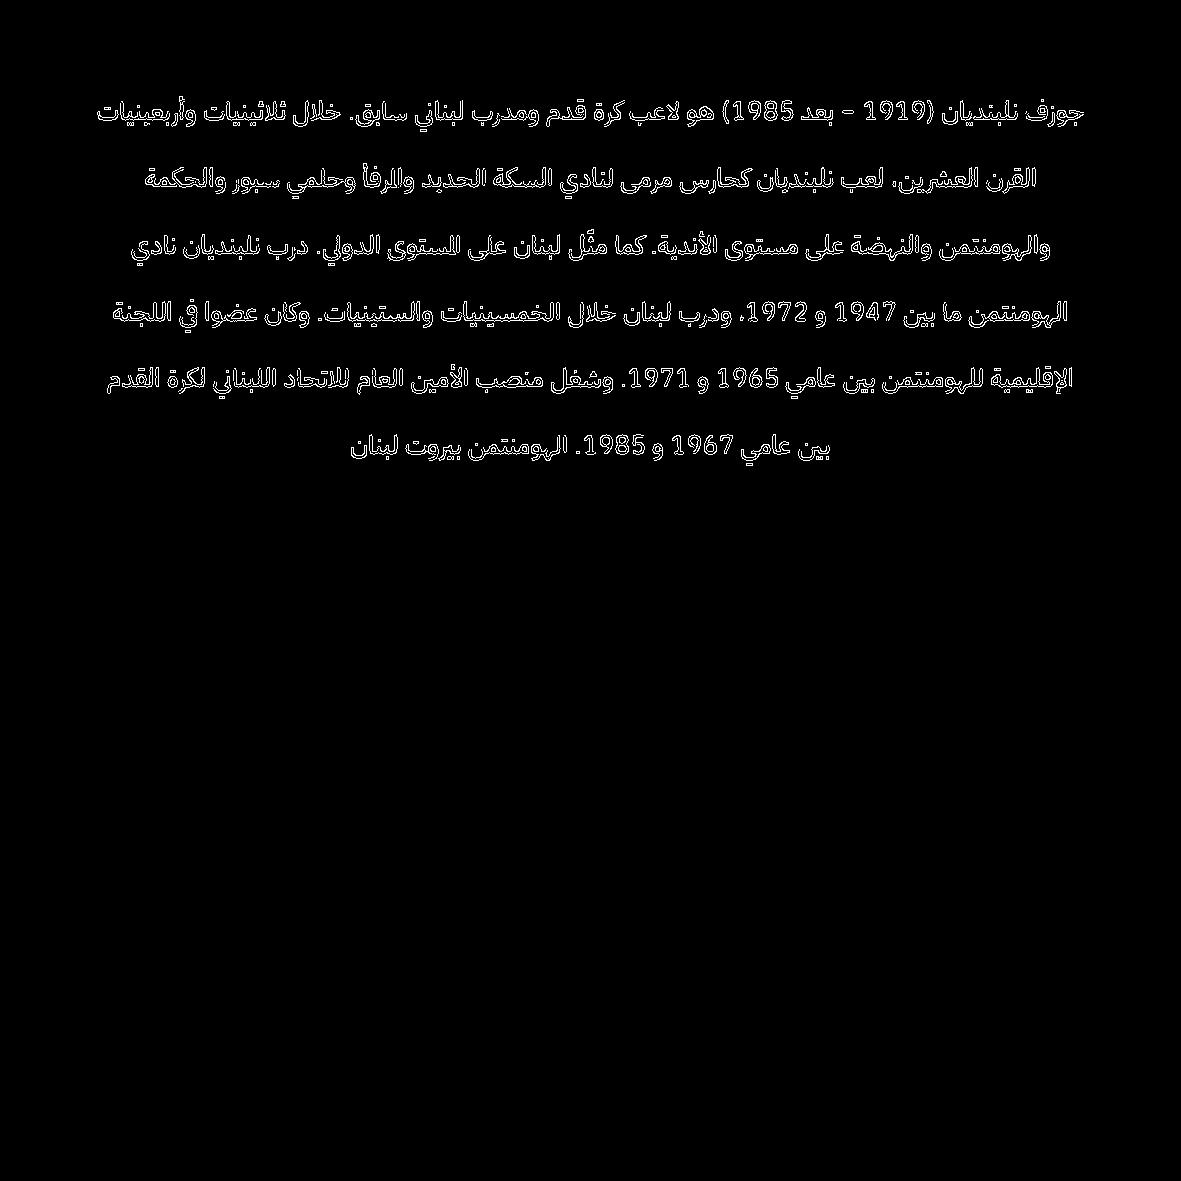 جوزف نلبنديان (1919 – بعد 1985) هو لاعب كرة قدم ومدرب لبناني سابق. خلال ثلاثينيات وأربعينيات
القرن العشرين، لعب نلبنديان كحارس مرمى لنادي السكة الحديد والمرفأ وحلمي سبور والحكمة
والهومنتمن والنهضة على مستوى الأندية. كما مثّل لبنان على المستوى الدولي. درب نلبنديان نادي
الهومنتمن ما بين 1947 و 1972، ودرب لبنان خلال الخمسينيات والستينيات. وكان عضوا في اللجنة
الإقليمية للهومنتمن بين عامي 1965 و 1971. وشغل منصب الأمين العام للاتحاد اللبناني لكرة القدم
بين عامي 1967 و 1985. الهومنتمن بيروت لبنان